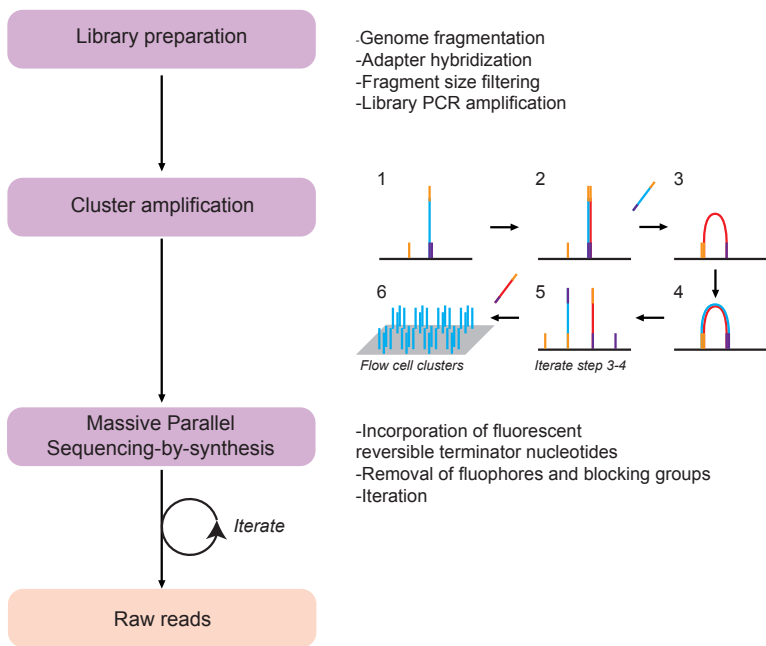 Library preparation
-Genome fragmentation
-Adapter hybridization
-Fragment size filtering
-Library PCR amplification
Cluster amplification
1
2
3
6
5
4
Flow cell clusters
Iterate step 3-4
Massive Parallel
Sequencing-by-synthesis
-Incorporation of fluorescent
reversible terminator nucleotides
-Removal of fluophores and blocking groups
-Iteration
Iterate
Raw reads